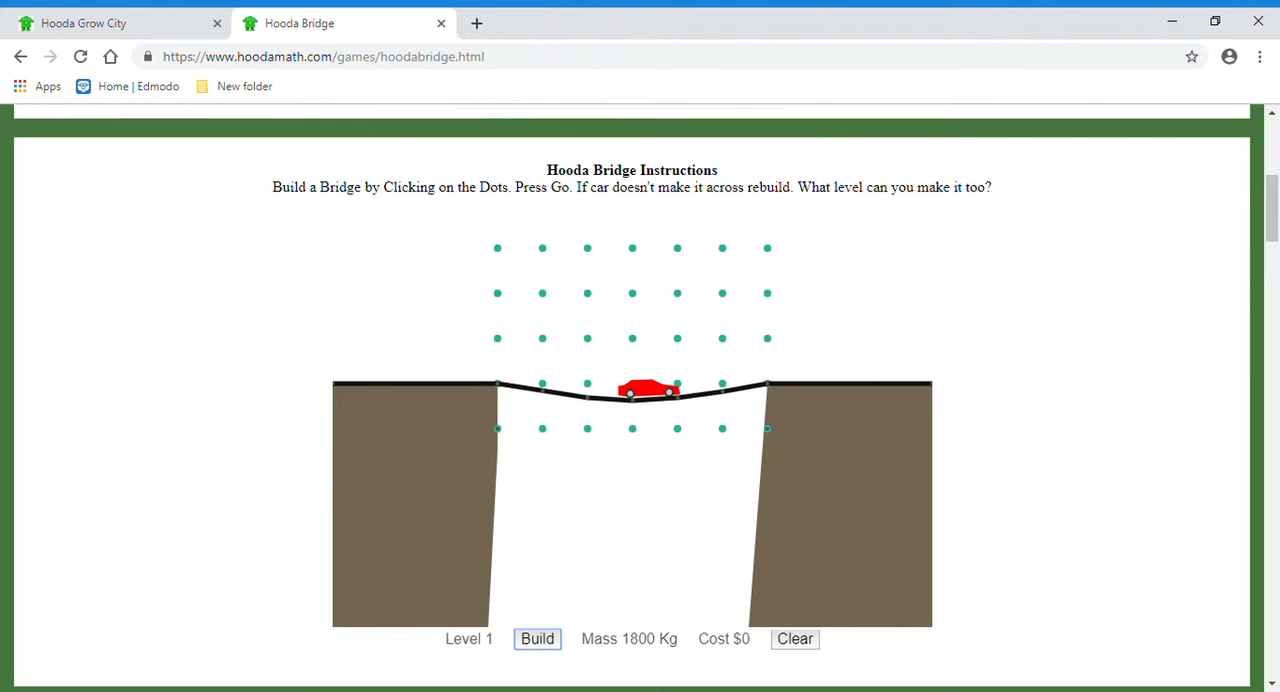 Hooda Grow City
Hooda Bridge
https://www.hoodamath.com/games/hoodabridge.html
Apps Home | Edmodo New folder
Hooda Bridge Instructions
Build a Bridge by Clicking on the Dots. Press Go. If car doesn't make it across rebuild. What level can you make it too?
Level 1 Build Mass 1800 Kg Cost $0 Clear